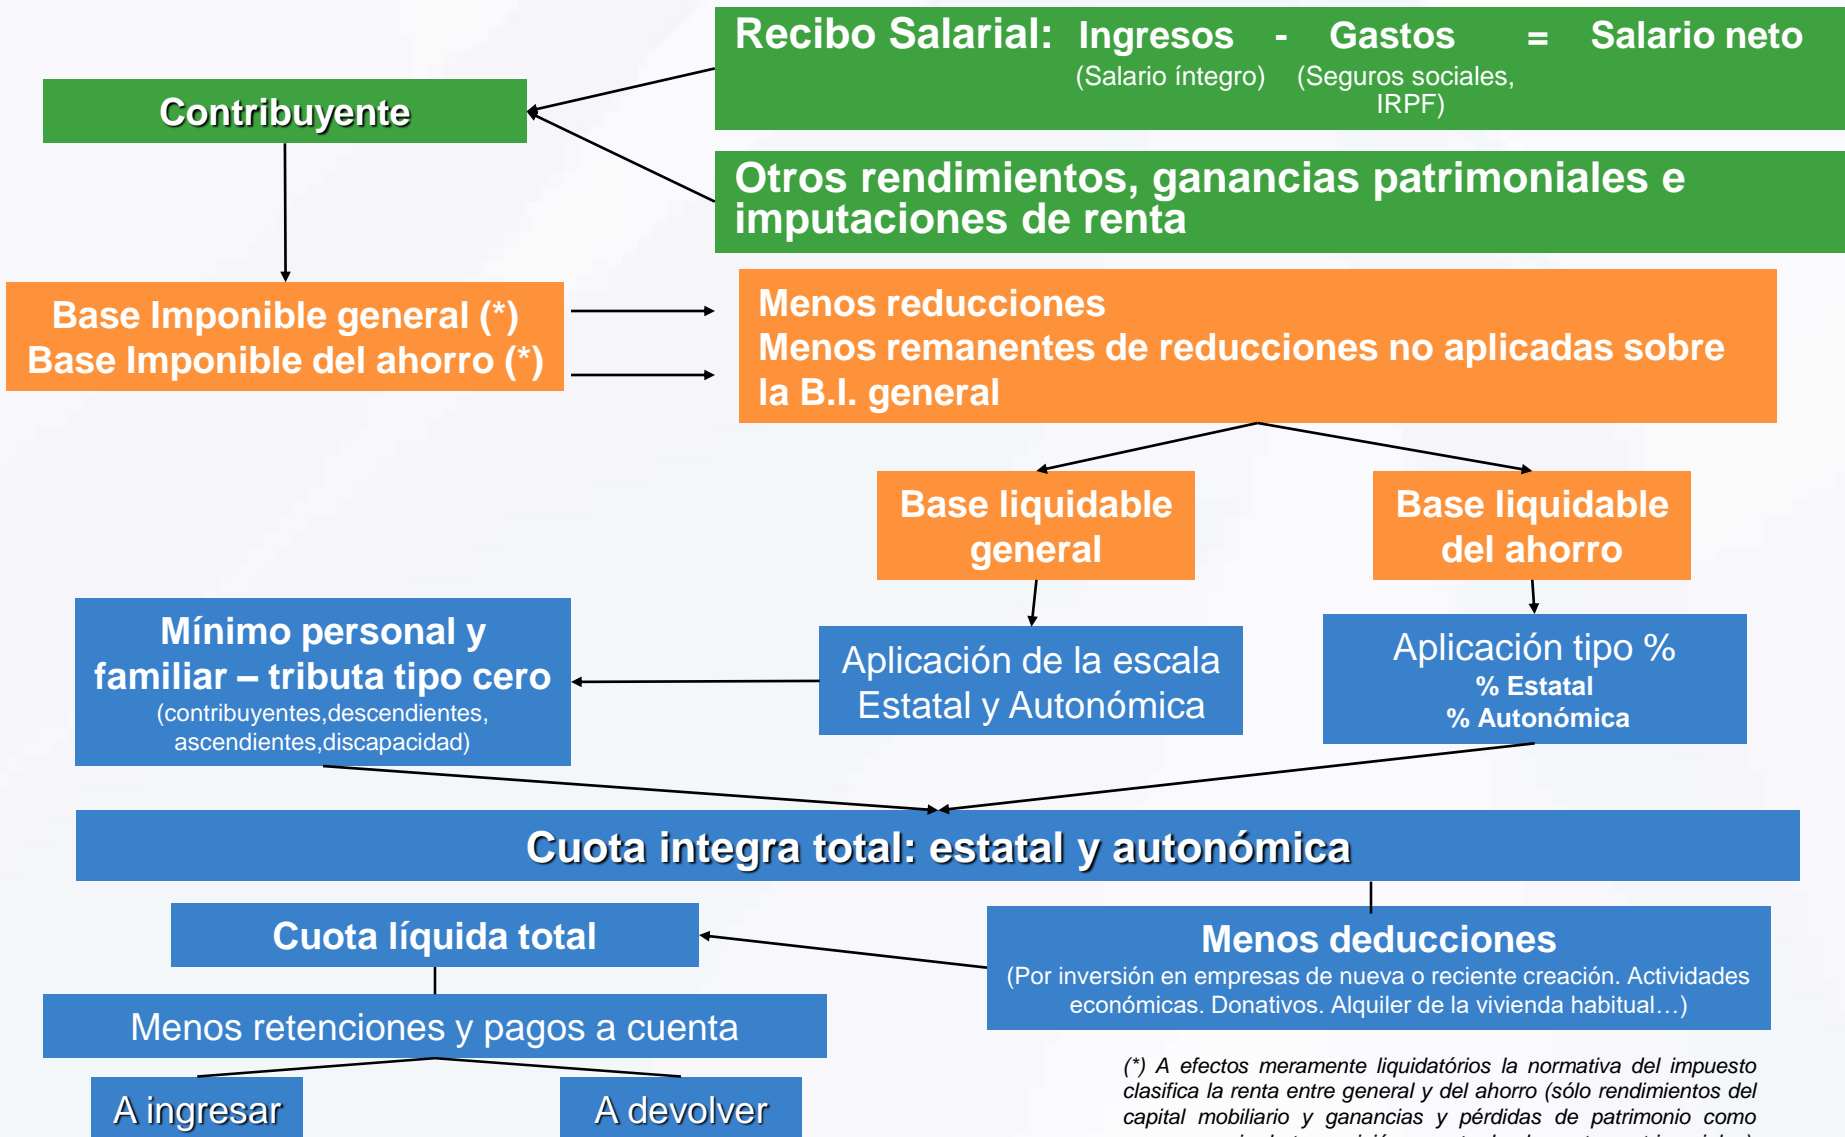 Recibo Salarial: Ingresos - Gastos = Salario neto
(Salario íntegro) (Seguros sociales,
IRPF)
Contribuyente
Otros rendimientos, ganancias patrimoniales e
imputaciones de renta
Base Imponible general (*)
Base Imponible del ahorro (*)
Menos reducciones
Menos remanentes de reducciones no aplicadas sobre
la B.I. general
Base liquidable
general
Base liquidable
del ahorro
Mínimo personal y
familiar – tributa tipo cero
(contribuyentes,descendientes,
ascendientes,discapacidad)
Aplicación de la escala
Estatal y Autonómica
Aplicación tipo %
% Estatal
% Autonómica
Cuota integra total: estatal y autonómica
Cuota líquida total
Menos deducciones
(Por inversión en empresas de nueva o reciente creación. Actividades
económicas. Donativos. Alquiler de la vivienda habitual…)
Menos retenciones y pagos a cuenta
A ingresar
A devolver
(*) A efectos meramente liquidatórios la normativa del impuesto
clasifica la renta entre general y del ahorro (sólo rendimientos del
capital mobiliario y ganancias y pérdidas de patrimonio como